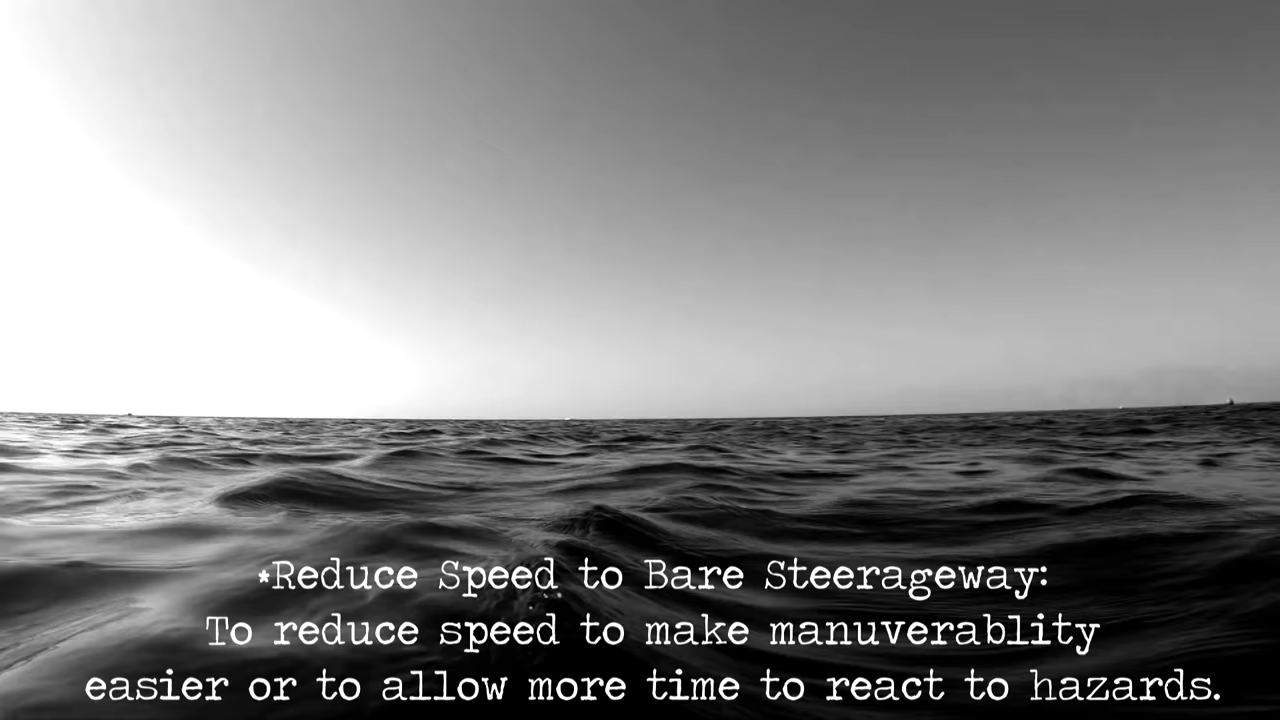 *Reduce Speed to Bare Steerageway:
To reduce speed to make manuverablity
easier or to allow more time to react to hazards.